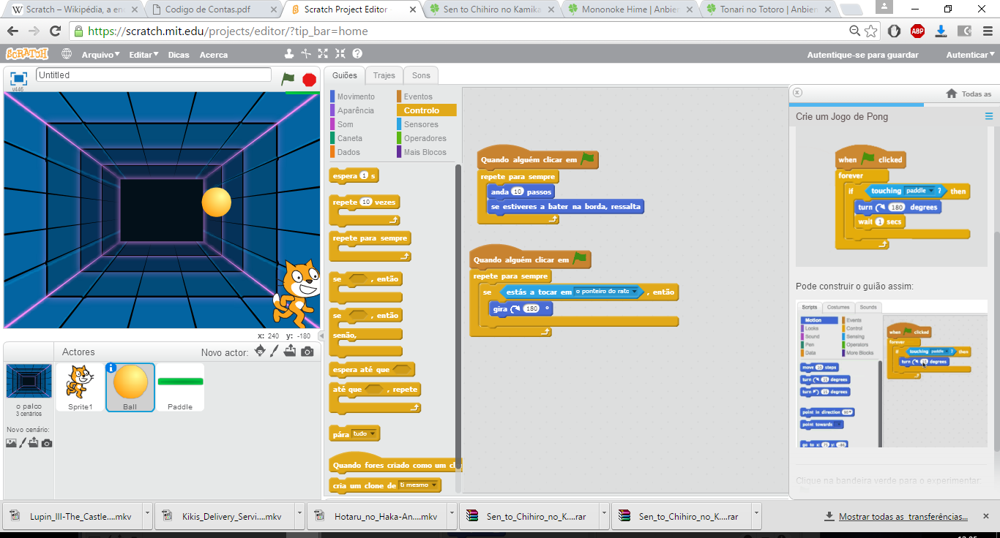 Scratch – Wikipédia, a en
Codigo de Contas.pdf
Scratch Project Editor -
Sen to Chihiro no Kamika
Mononoke Hime | Anbien
Tonari no Totoro | Anbien
https://scratch.mit.edu/projects/editor/?tip_bar=home
ABP
SCRATCH
Arquivo
Editar
Dicas
Acerca
Autentique-se para guardar
Autenticar
v446
Untitled
x: 240 y: -180
Guiões
Trajes
Sons
Movimento
Eventos
Aparência
Controlo
Som
Sensores
Caneta
Operadores
Dados
Mais Blocos
espera 1 s
repete 10 vezes
repete para sempre
se , então
se , então
senão,
espera até que
até que , repete
pára tudo
Quando fores criado como um cl
cria um clone de ti mesmo
Quando alguém clicar em
repete para sempre
anda 10 passos
se estiveres a bater na borda, ressalta
Quando alguém clicar em
repete para sempre
se estás a tocar em o ponteiro do rato , então
gira 180 °
Todas as
Crie um Jogo de Pong
when clicked
forever
if touching paddle ? then
turn 180 degrees
wait 1 secs
Pode construir o guião assim:
Scripts
Costumes
Sounds
Motion
Events
Looks
Control
Sound
Sensing
Pen
Operators
Data
More Blocks
move 10 steps
turn 15 degrees
turn 15 degrees
point in direction 90
point towards
go to x: y:
when clicked
forever
if touching paddle ? then
turn degrees
Clique na bandeira verde para o experimentar.
Actores
Novo actor:
o palco
3 cenários
Novo cenário:
Sprite1
Ball
Paddle
Lupin_III-The_Castle....mkv
Kikis_Delivery_Servi....mkv
Hotaru_no_Haka-An....mkv
Sen_to_Chihiro_no_K....rar
Sen_to_Chihiro_no_K....rar
Mostrar todas as transferências...